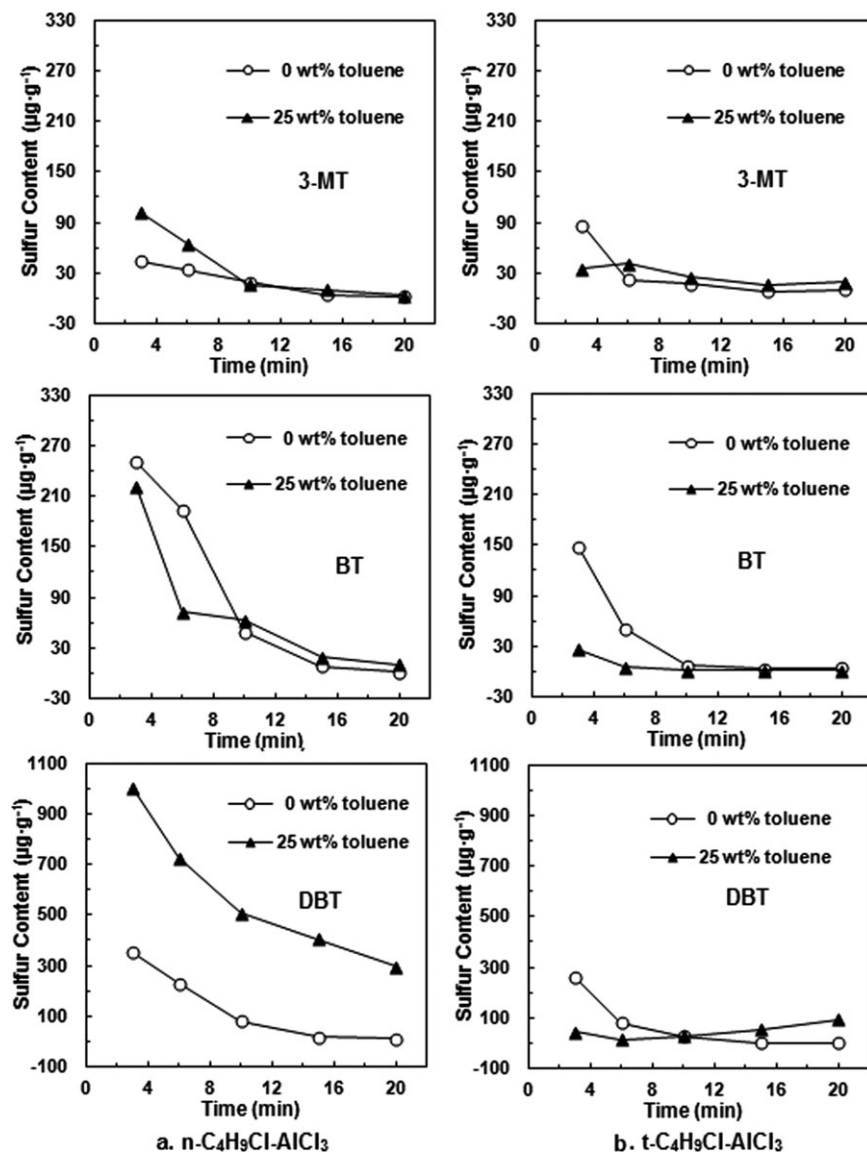 330
270
210
150
90
30
-30
Sulfur Content (µg·g⁻¹)
0 wt% toluene
25 wt% toluene
3-MT
0 4 8 12 16 20
Time (min)
330
270
210
150
90
30
-30
Sulfur Content (µg·g⁻¹)
0 wt% toluene
25 wt% toluene
3-MT
0 4 8 12 16 20
Time (min)
330
270
210
150
90
30
-30
Sulfur Content (µg·g⁻¹)
0 wt% toluene
25 wt% toluene
BT
0 4 8 12 16 20
Time (min)
330
270
210
150
90
30
-30
Sulfur Content (µg·g⁻¹)
0 wt% toluene
25 wt% toluene
BT
0 4 8 12 16 20
Time (min)
1100
900
700
500
300
100
-100
Sulfur Content (µg·g⁻¹)
0 wt% toluene
25 wt% toluene
DBT
0 4 8 12 16 20
Time (min)
1100
900
700
500
300
100
-100
Sulfur Content (µg·g⁻¹)
0 wt% toluene
25 wt% toluene
DBT
0 4 8 12 16 20
Time (min)
a. n-C₄H₉Cl-AlCl₃
b. t-C₄H₉Cl-AlCl₃